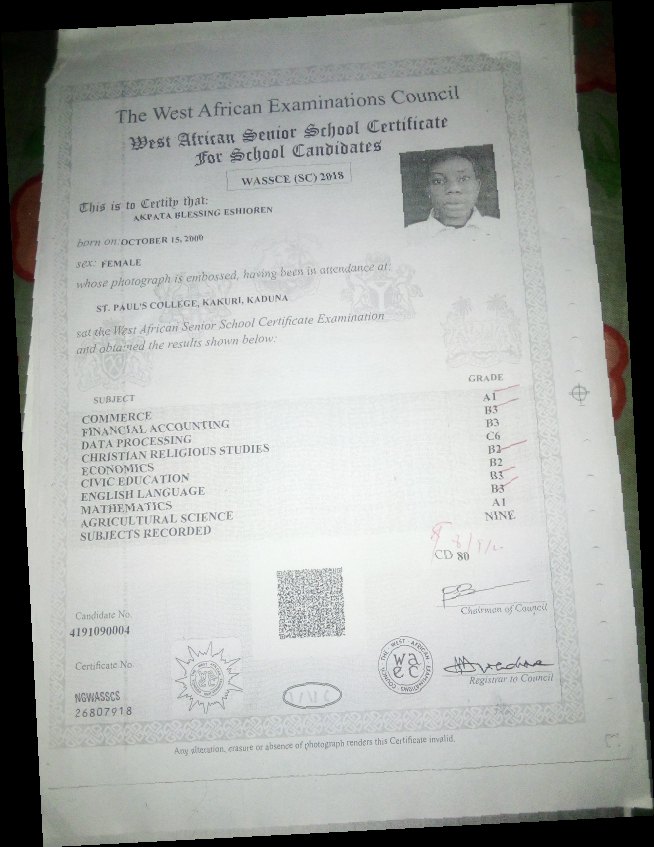 The West African Examinations Council
West African Senior School Certificate
For School Candidates
WASSCE (SC) 2018
This is to Certify that:
AKPATA BLESSING ESHIOREN
born on: OCTOBER 15, 2000
sex: FEMALE
whose photograph is embossed, having been in attendance at:
ST. PAUL'S COLLEGE, KAKURI, KADUNA
sat the West African Senior School Certificate Examination
and obtained the results shown below:
SUBJECT GRADE
COMMERCE A1
FINANCIAL ACCOUNTING B3
DATA PROCESSING B3
CHRISTIAN RELIGIOUS STUDIES C6
ECONOMICS B2
CIVIC EDUCATION B2
ENGLISH LANGUAGE B3
MATHEMATICS B3
AGRICULTURAL SCIENCE A1
SUBJECTS RECORDED NINE
CD 80
Chairman of Council
Candidate No.
4191090004
THE WEST AFRICAN EXAMINATIONS COUNCIL
waec
Registrar to Council
Certificate No.
NGWASSCS
26807918
Any alteration, erasure or absence of photograph renders this Certificate invalid.